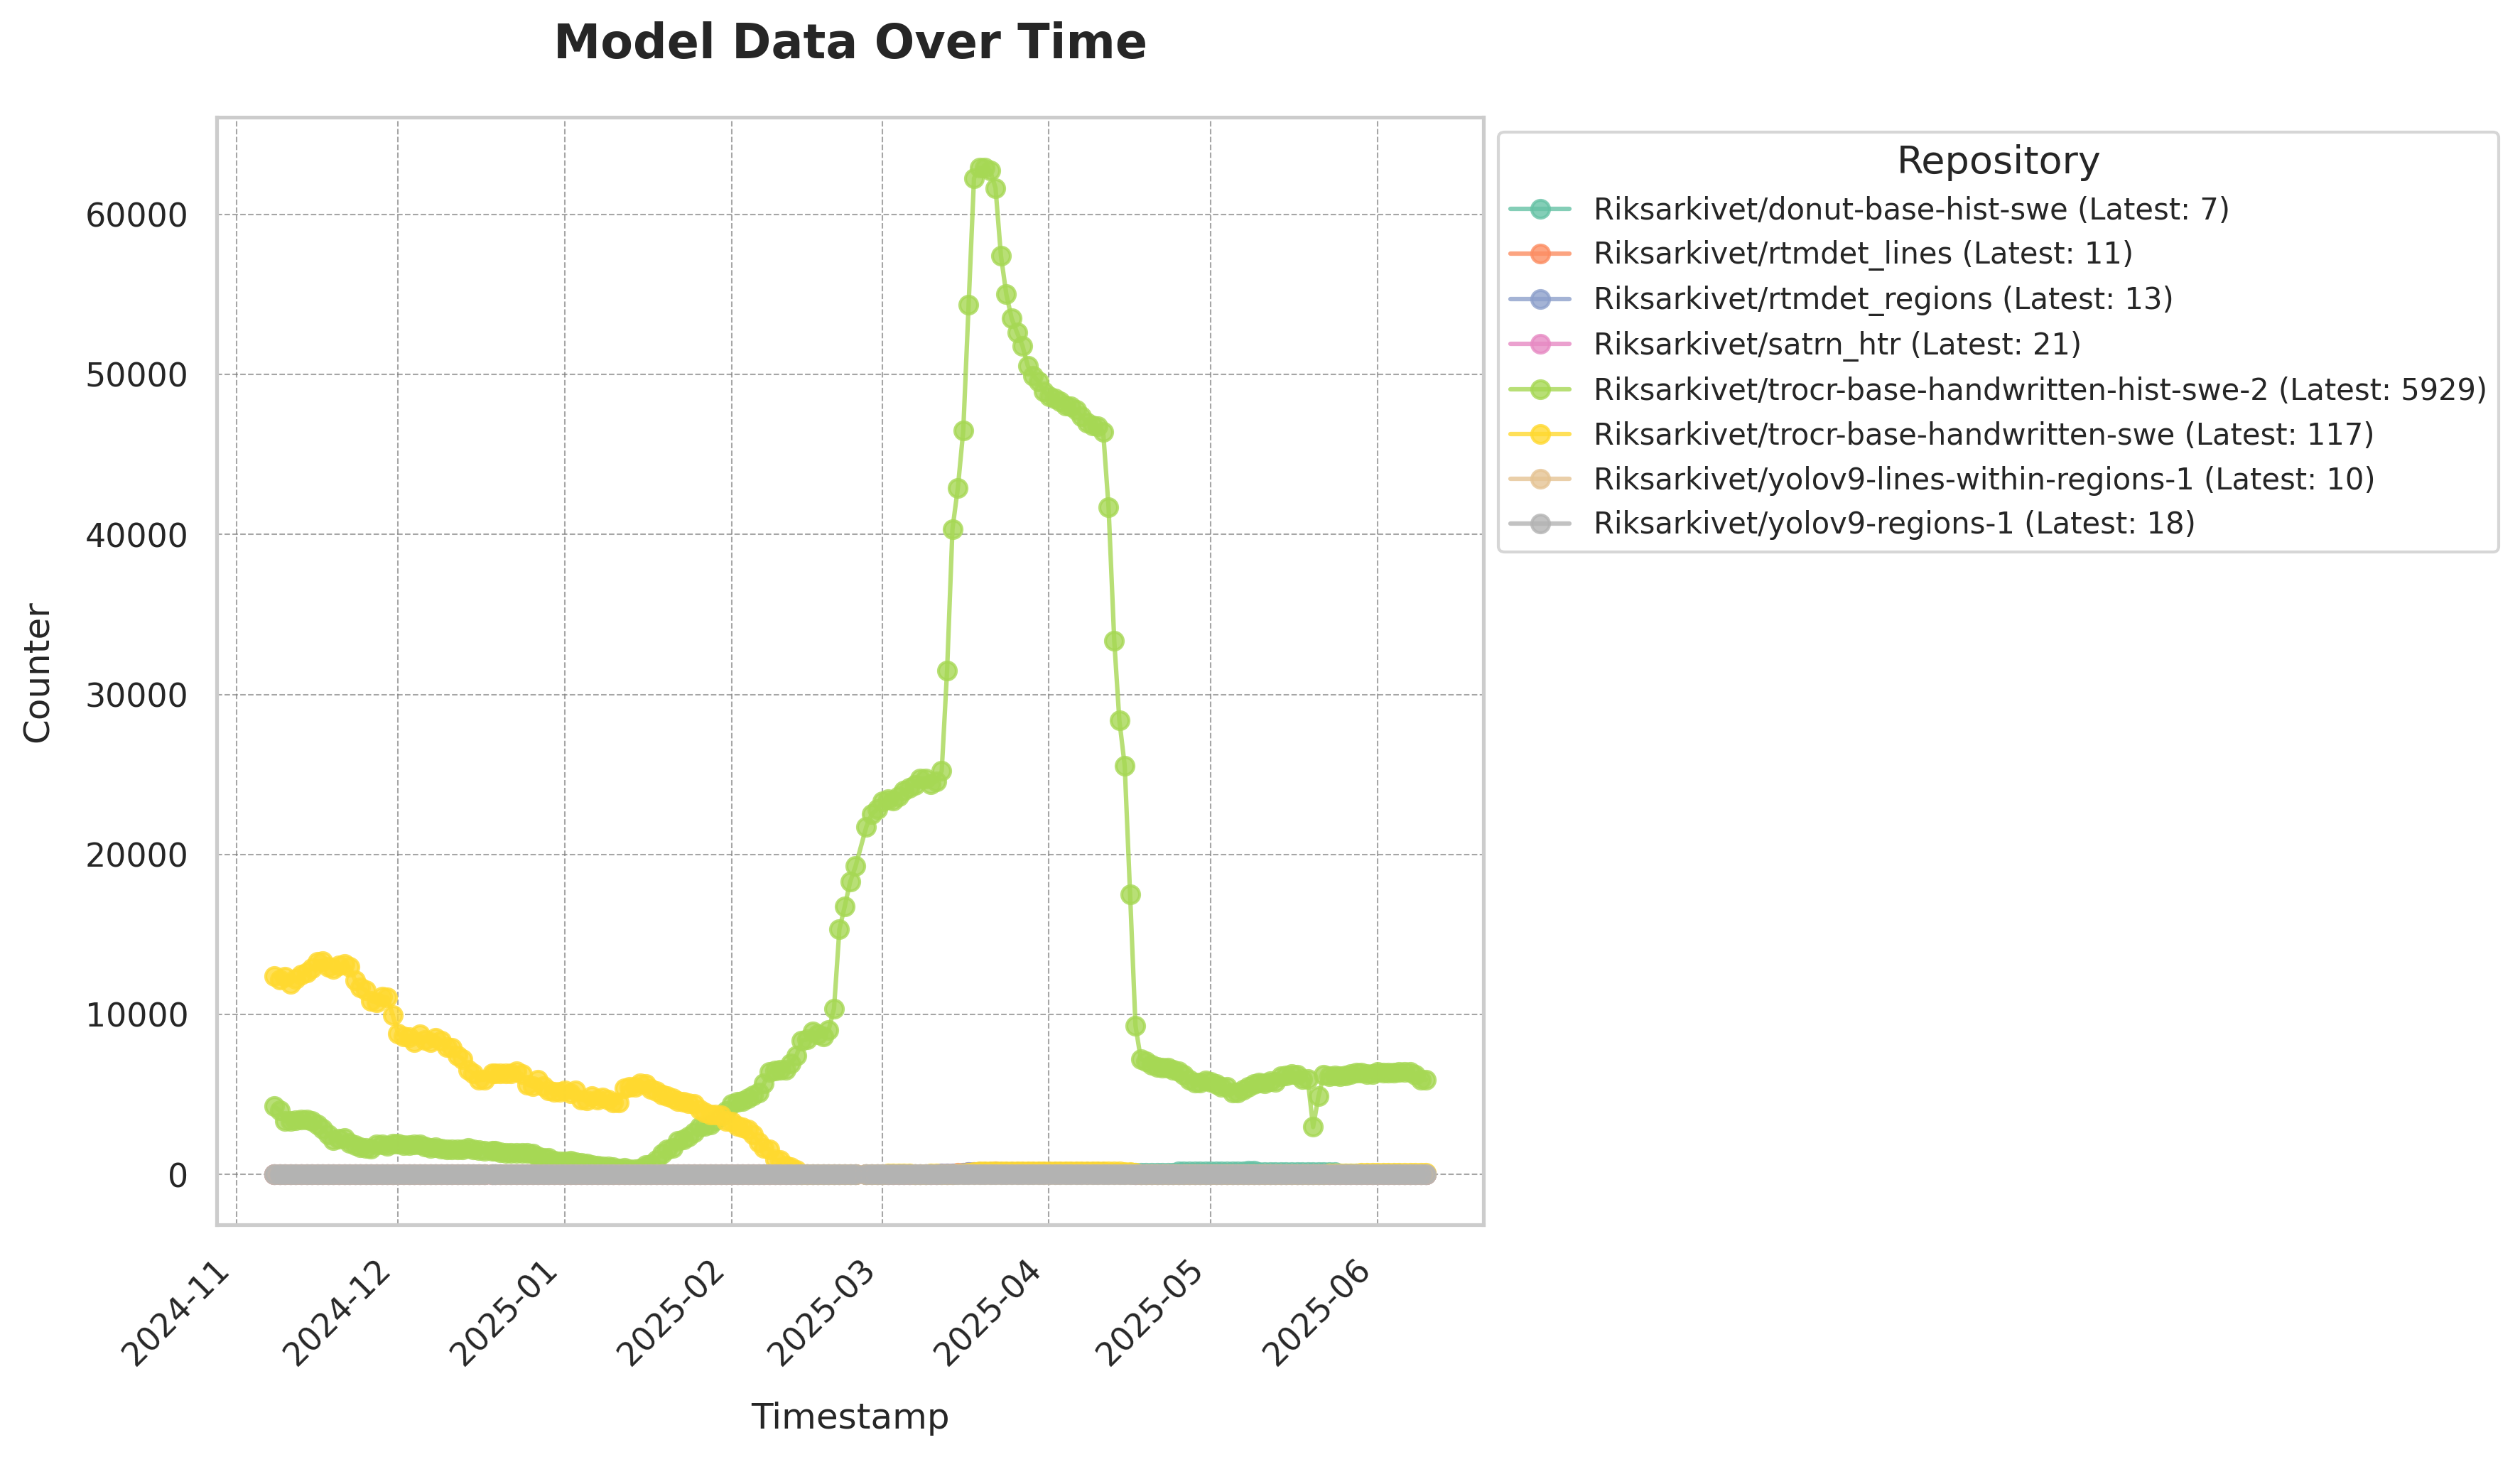 Model Data Over Time
Repository
Riksarkivet/donut-base-hist-swe (Latest: 7)
Riksarkivet/rtmdet_lines (Latest: 11)
Riksarkivet/rtmdet_regions (Latest: 13)
Riksarkivet/satrn_htr (Latest: 21)
Riksarkivet/trocr-base-handwritten-hist-swe-2 (Latest: 5929)
Riksarkivet/trocr-base-handwritten-swe (Latest: 117)
Riksarkivet/yolov9-lines-within-regions-1 (Latest: 10)
Riksarkivet/yolov9-regions-1 (Latest: 18)
Counter
60000
50000
40000
30000
20000
10000
0
2024-11
2024-12
2025-01
2025-02
2025-03
2025-04
2025-05
2025-06
Timestamp